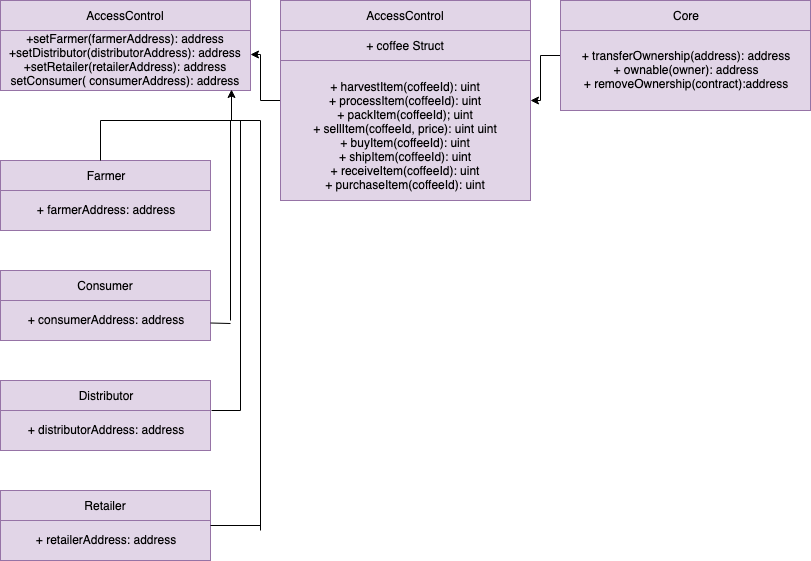 AccessControl
+setFarmer(farmerAddress): address
+setDistributor(distributorAddress): address
+setRetailer(retailerAddress): address
setConsumer( consumerAddress): address
AccessControl
+ coffee Struct
+ harvestItem(coffeeId): uint
+ processItem(coffeeId): uint
+ packItem(coffeeId); uint
+ sellItem(coffeeId, price): uint uint
+ buyItem(coffeeId): uint
+ shipItem(coffeeId): uint
+ receiveItem(coffeeId): uint
+ purchaseItem(coffeeId): uint
Core
+ transferOwnership(address): address
+ ownable(owner): address
+ removeOwnership(contract):address
Farmer
+ farmerAddress: address
Consumer
+ consumerAddress: address
Distributor
+ distributorAddress: address
Retailer
+ retailerAddress: address